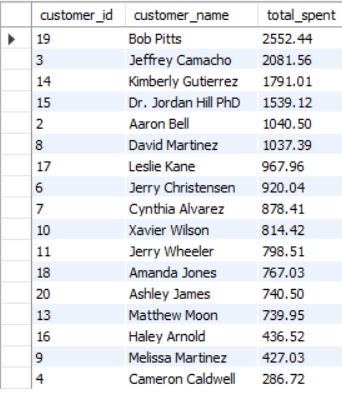 customer_id customer_name total_spent
19 Bob Pitts 2552.44
3 Jeffrey Camacho 2081.56
14 Kimberly Gutierrez 1791.01
15 Dr. Jordan Hill PhD 1539.12
2 Aaron Bell 1040.50
8 David Martinez 1037.39
17 Leslie Kane 967.96
6 Jerry Christensen 920.04
7 Cynthia Alvarez 878.41
10 Xavier Wilson 814.42
11 Jerry Wheeler 798.51
18 Amanda Jones 767.03
20 Ashley James 740.50
13 Matthew Moon 739.95
16 Haley Arnold 436.52
9 Melissa Martinez 427.03
4 Cameron Caldwell 286.72